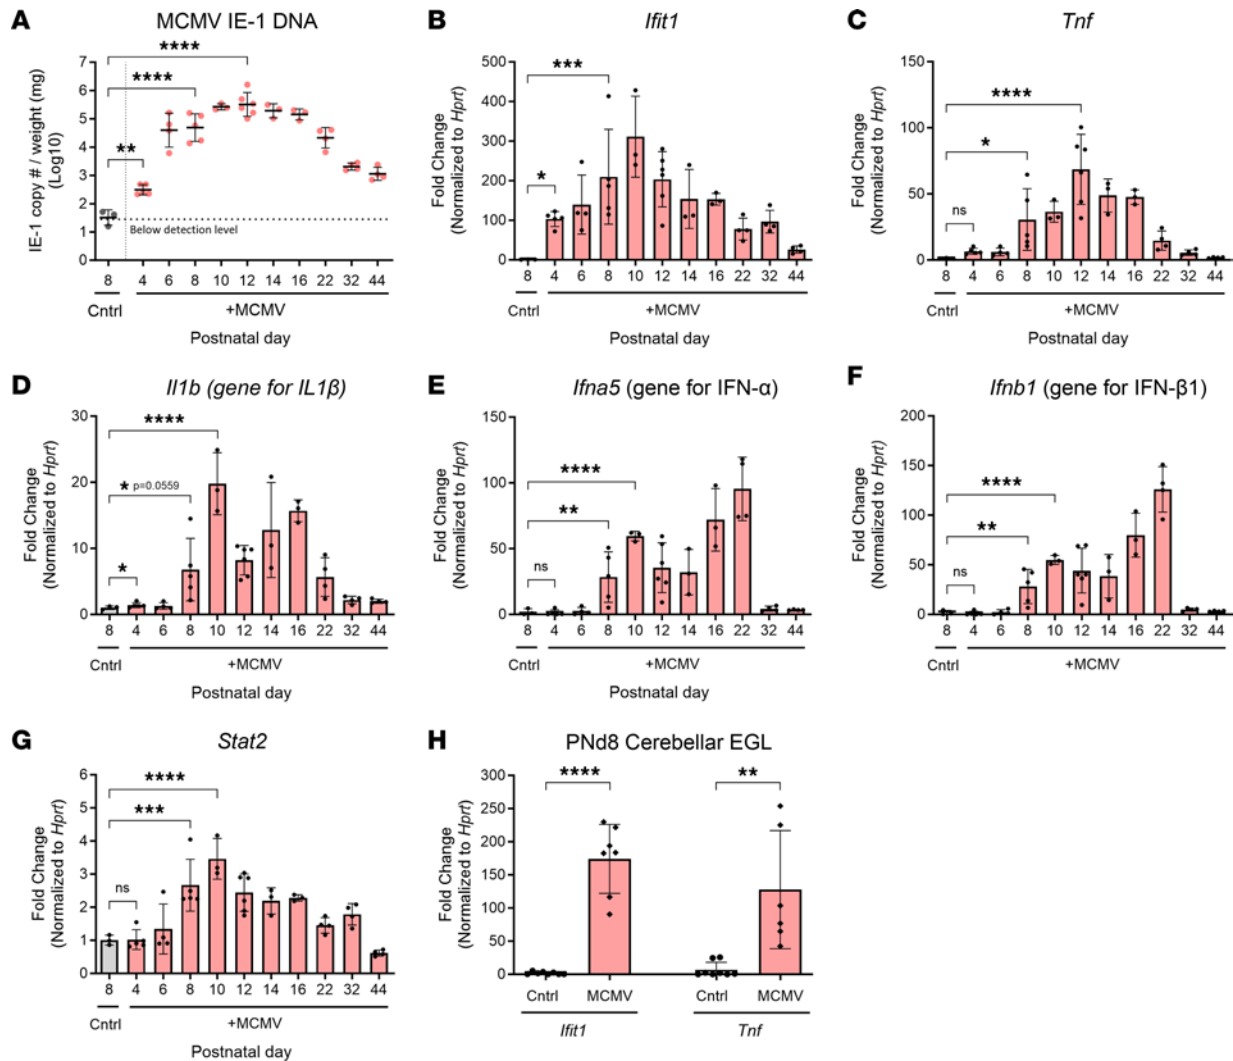 A MCMV IE-1 DNA
IE-1 copy # / weight (mg)
(Log10)
7
6
5
4
3
2
1
0
****
****
**
Below detection level
8 4 6 8 10 12 14 16 22 32 44
Cntrl +MCMV
Postnatal day
B Ifit1
Fold Change
(Normalized to Hprt)
500
400
300
200
100
0
***
*
8 4 6 8 10 12 14 16 22 32 44
Cntrl +MCMV
Postnatal day
C Tnf
Fold Change
(Normalized to Hprt)
150
100
50
0
****
*
ns
8 4 6 8 10 12 14 16 22 32 44
Cntrl +MCMV
Postnatal day
D Il1b (gene for IL1β)
Fold Change
(Normalized to Hprt)
30
20
10
0
****
* p=0.0559
*
8 4 6 8 10 12 14 16 22 32 44
Cntrl +MCMV
Postnatal day
E Ifna5 (gene for IFN-α)
Fold Change
(Normalized to Hprt)
150
100
50
0
****
**
ns
8 4 6 8 10 12 14 16 22 32 44
Cntrl +MCMV
Postnatal day
F Ifnb1 (gene for IFN-β1)
Fold Change
(Normalized to Hprt)
200
150
100
50
0
****
**
ns
8 4 6 8 10 12 14 16 22 32 44
Cntrl +MCMV
Postnatal day
G Stat2
Fold Change
(Normalized to Hprt)
6
5
4
3
2
1
0
****
***
ns
8 4 6 8 10 12 14 16 22 32 44
Cntrl +MCMV
Postnatal day
H PNd8 Cerebellar EGL
Fold Change
(Normalized to Hprt)
300
250
200
150
100
50
0
**** **
Cntrl MCMV Cntrl MCMV
Ifit1 Tnf